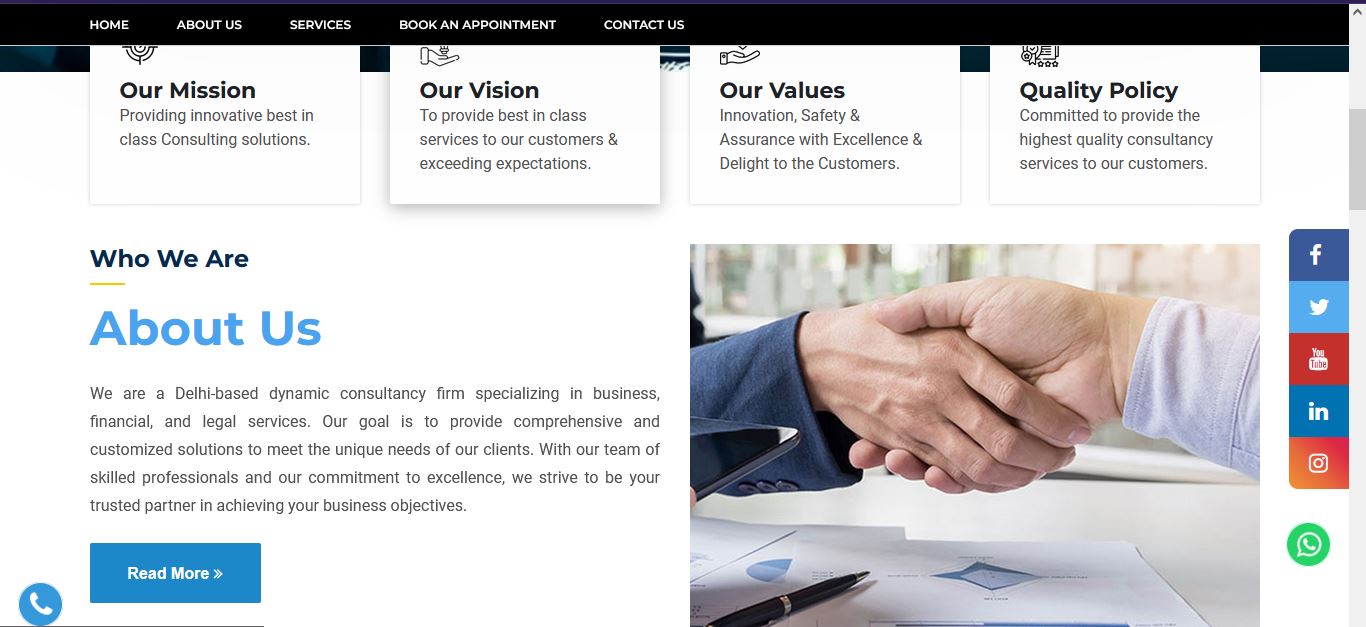 HOME ABOUT US SERVICES BOOK AN APPOINTMENT CONTACT US
Our Mission
Providing innovative best in
class Consulting solutions.
Our Vision
To provide best in class
services to our customers &
exceeding expectations.
Our Values
Innovation, Safety &
Assurance with Excellence &
Delight to the Customers.
Quality Policy
Committed to provide the
highest quality consultancy
services to our customers.
Who We Are
About Us
We are a Delhi-based dynamic consultancy firm specializing in business,
financial, and legal services. Our goal is to provide comprehensive and
customized solutions to meet the unique needs of our clients. With our team of
skilled professionals and our commitment to excellence, we strive to be your
trusted partner in achieving your business objectives.
Read More »
You
Tube